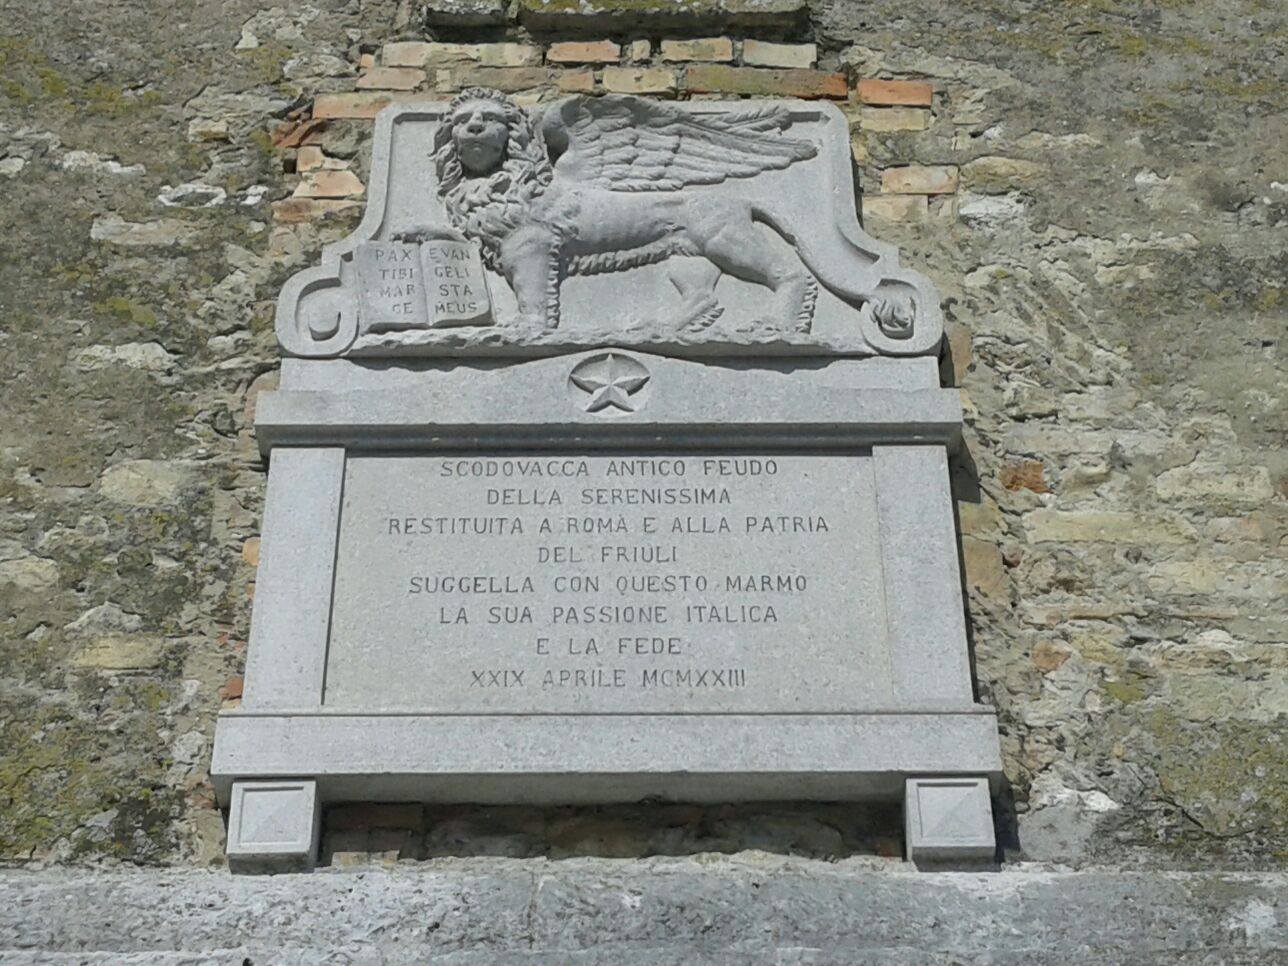 PAX
TIBI
MAR
CE
EVAN
GELI
STA
MEUS
SCODOVACCA ANTICO FEUDO
DELLA SERENISSIMA
RESTITUITA A ROMA E ALLA PATRIA
DEL FRIULI
SUGGELLA CON QUESTO MARMO
LA SUA PASSIONE ITALICA
E LA FEDE
XXIX APRILE MCMXXIII